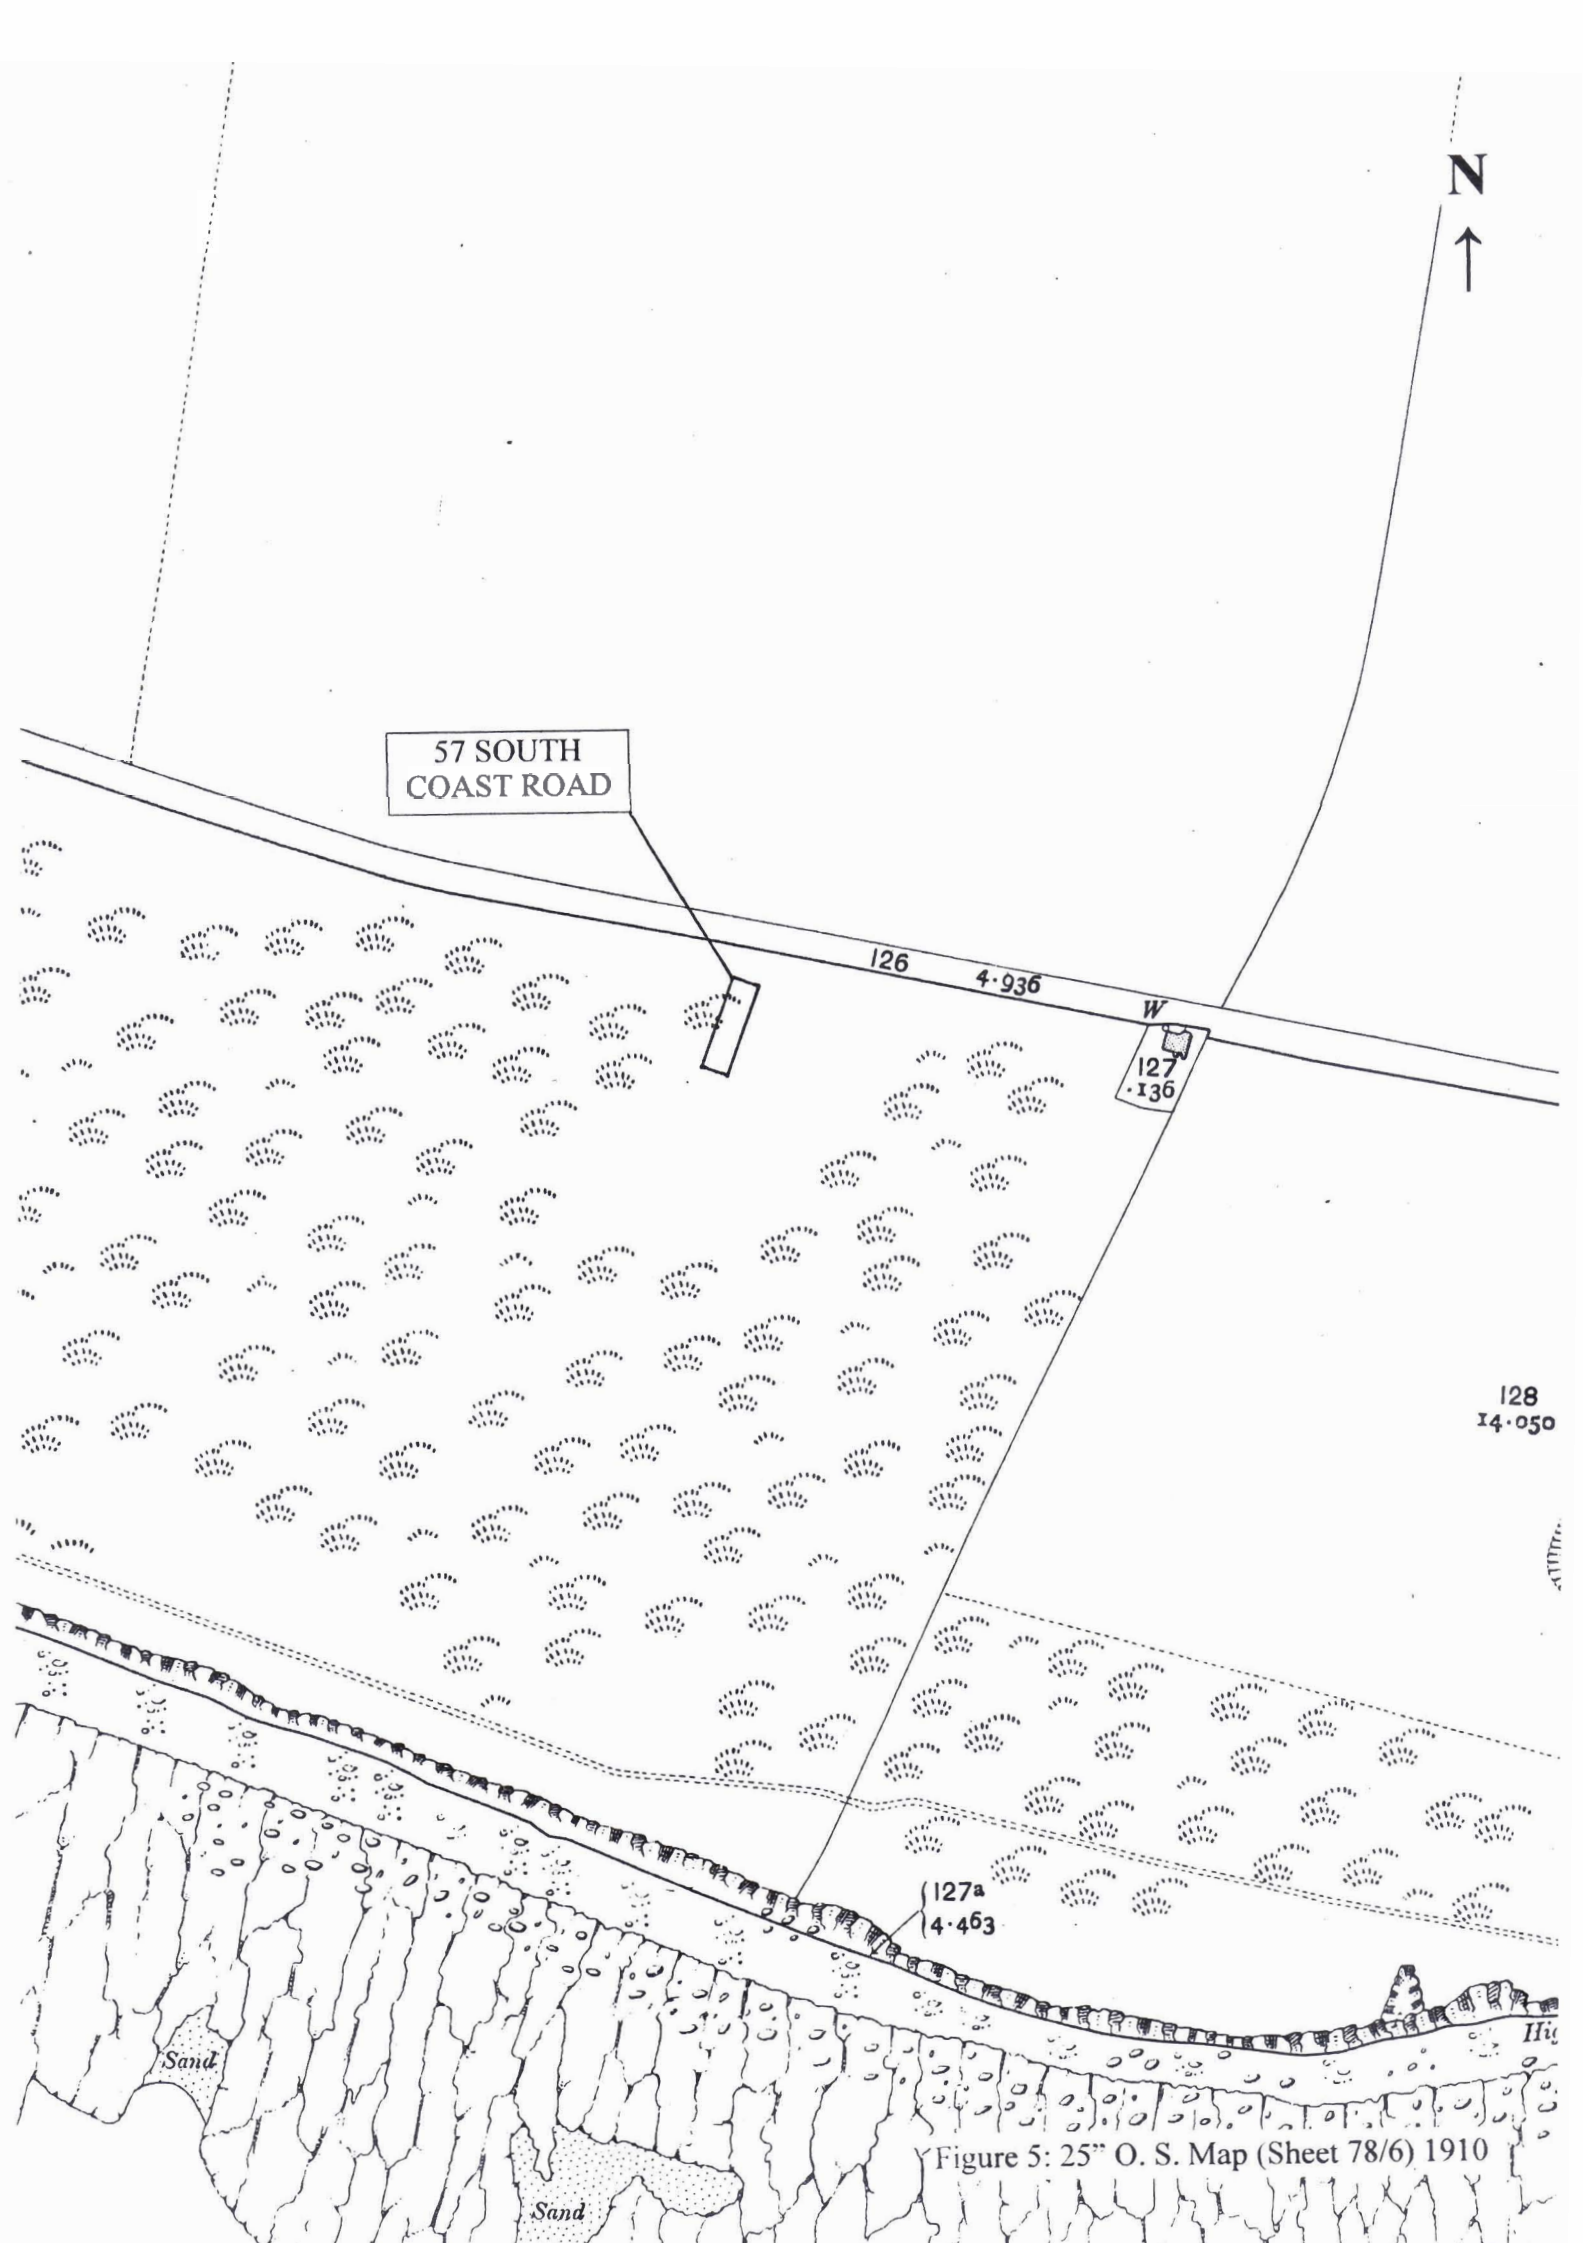 N
57 SOUTH
COAST ROAD
126 4·936
W
127
·136
128
14·050
127a
4·463
Hig
Sand
Figure 5: 25” O. S. Map (Sheet 78/6) 1910
Sand